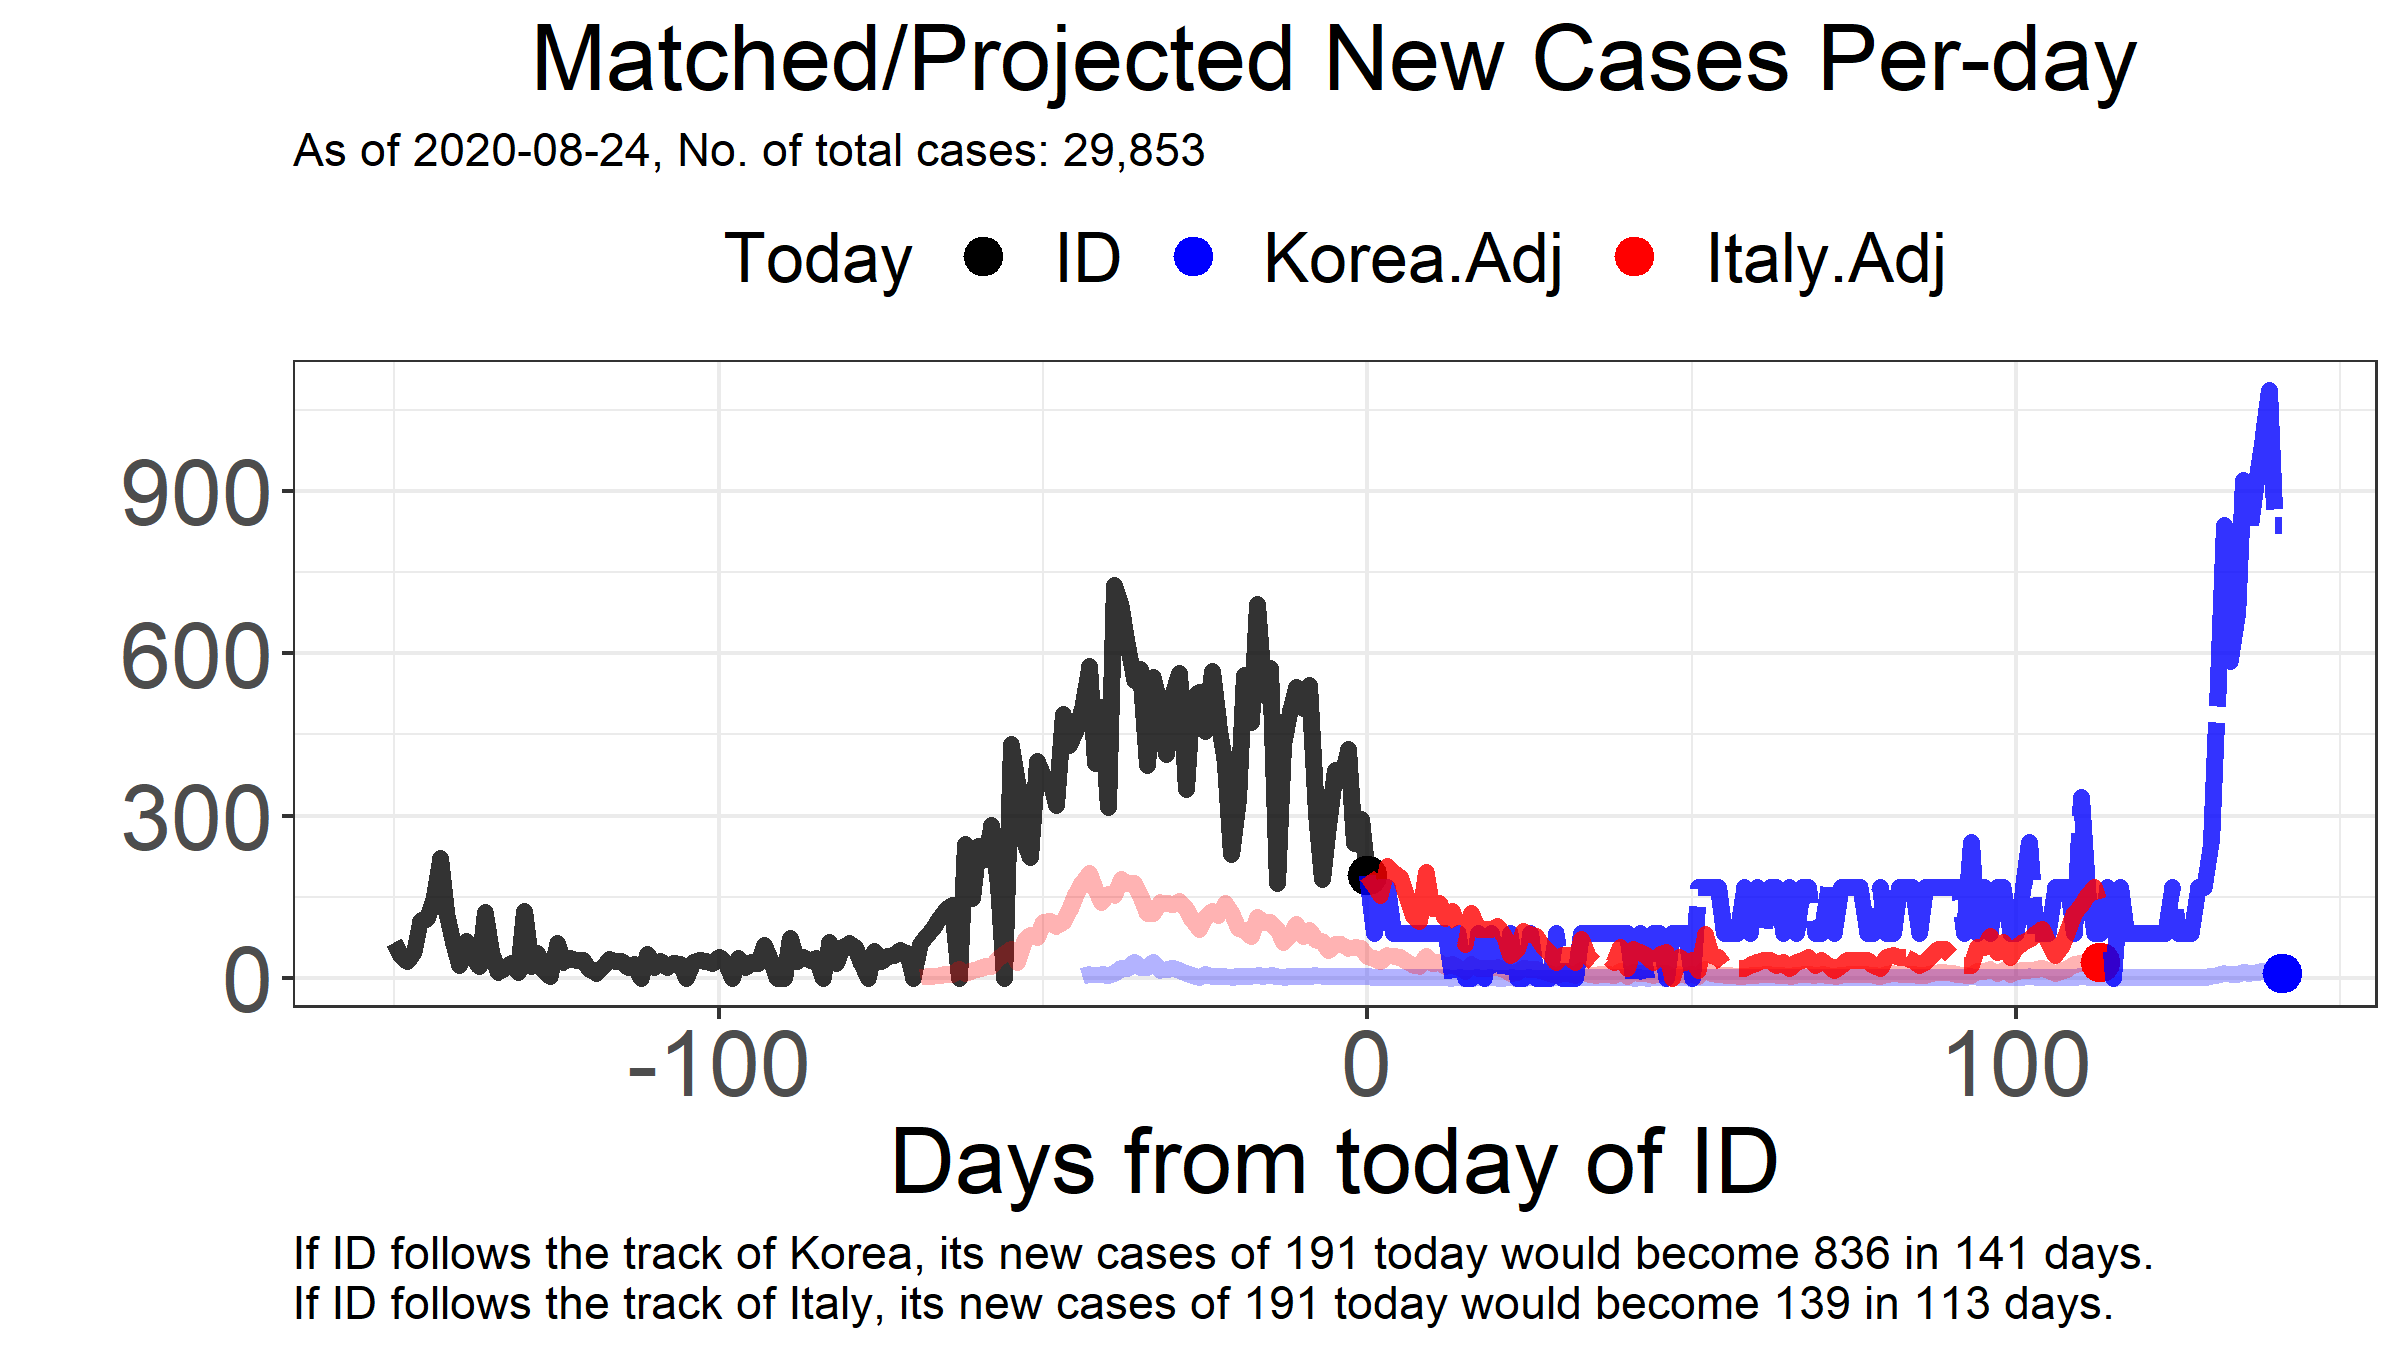 Matched/Projected New Cases Per-day
As of 2020-08-24, No. of total cases: 29,853
Today ID Korea.Adj Italy.Adj
900
600
300
0
-100 0 100
Days from today of ID
If ID follows the track of Korea, its new cases of 191 today would become 836 in 141 days.
If ID follows the track of Italy, its new cases of 191 today would become 139 in 113 days.